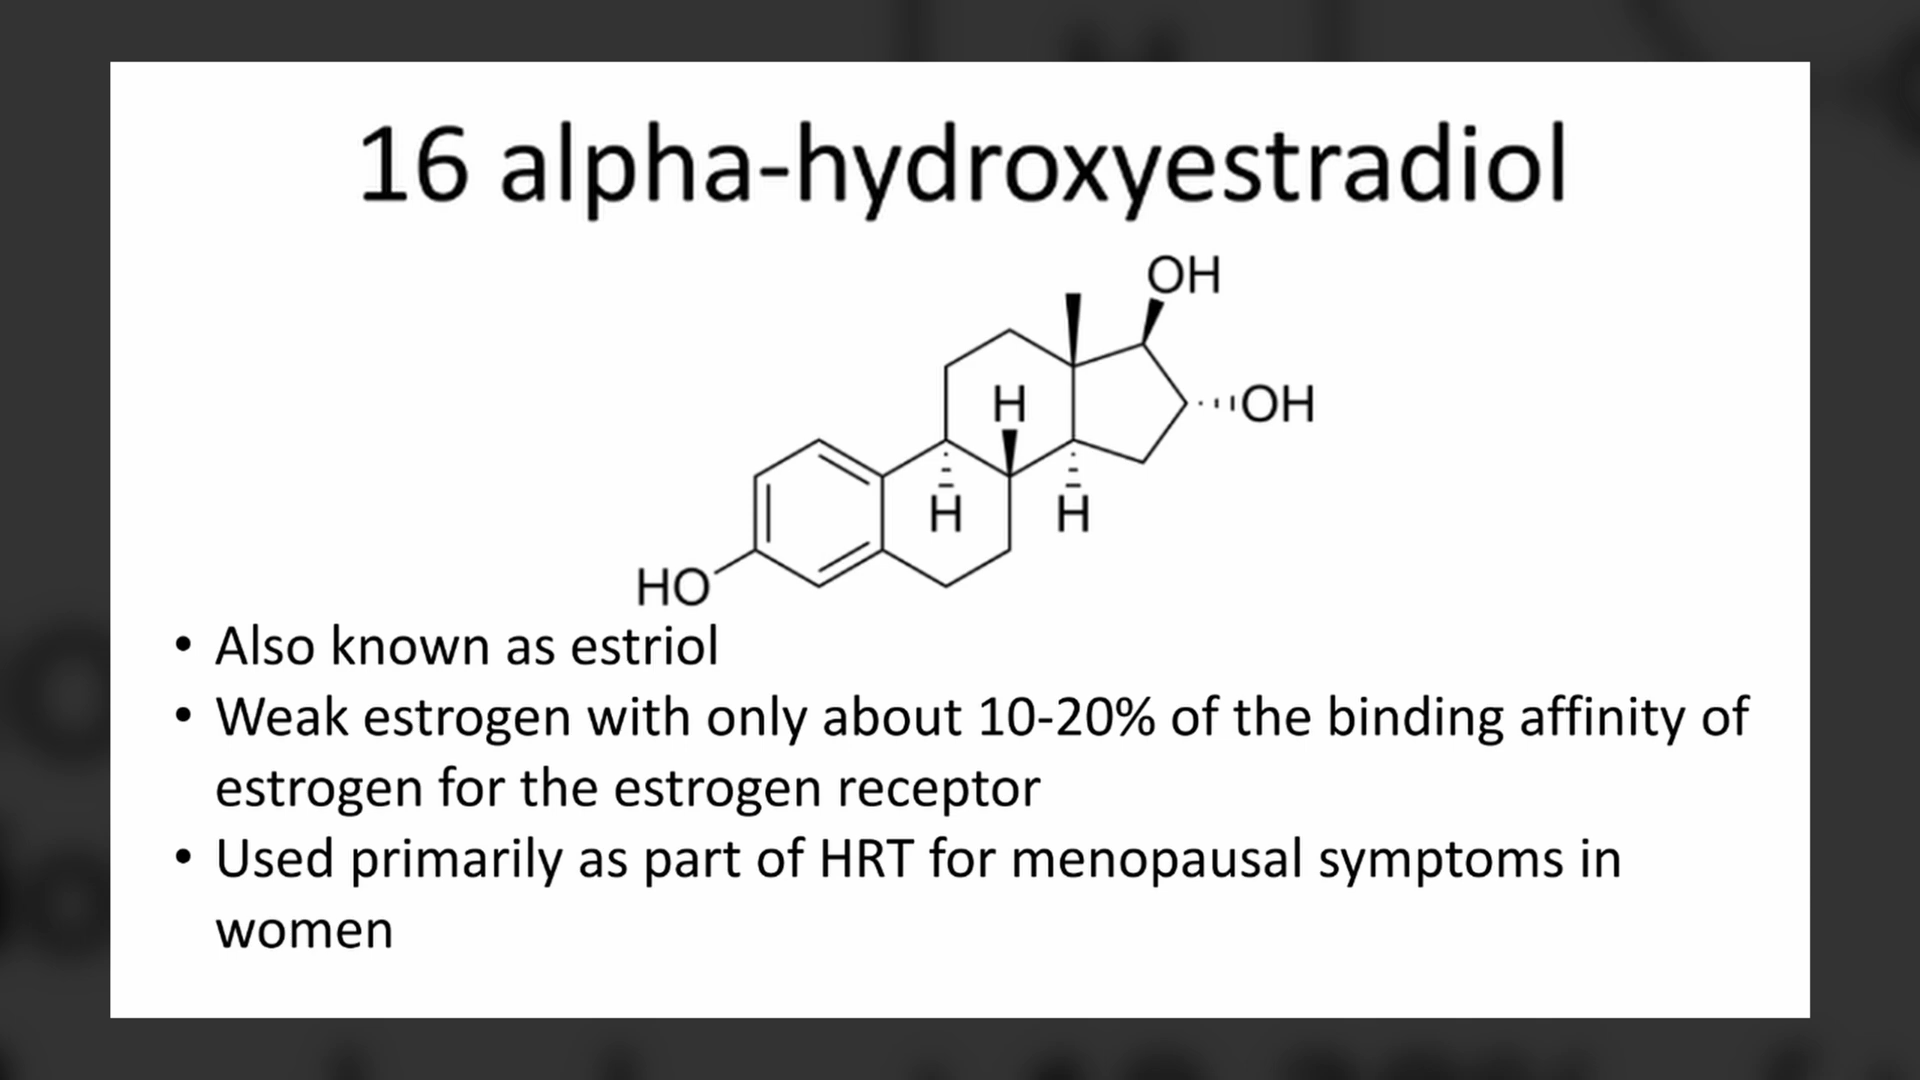 16 alpha-hydroxyestradiol
OH
OH
H
H
H
HO
• Also known as estriol
• Weak estrogen with only about 10-20% of the binding affinity of
estrogen for the estrogen receptor
• Used primarily as part of HRT for menopausal symptoms in
women